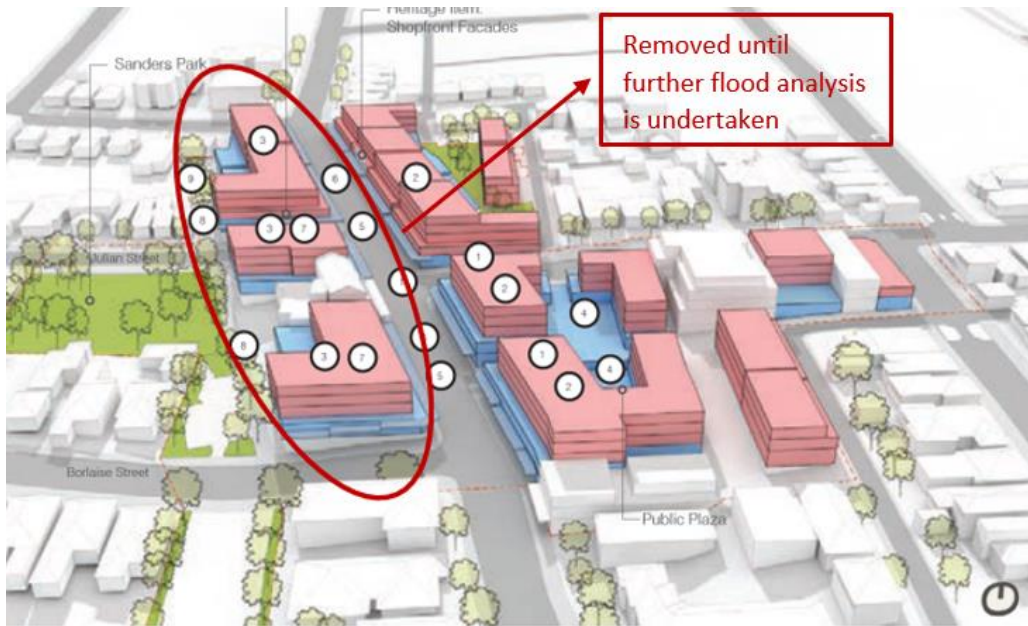 Heritage Item:
Shopfront Facades
Removed until
further flood analysis
is undertaken
Sanders Park
3
9
6
2
8
3
7
5
Julian Street
1
2
4
8
3
7
5
1
2
4
Borlaise Street
Public Plaza